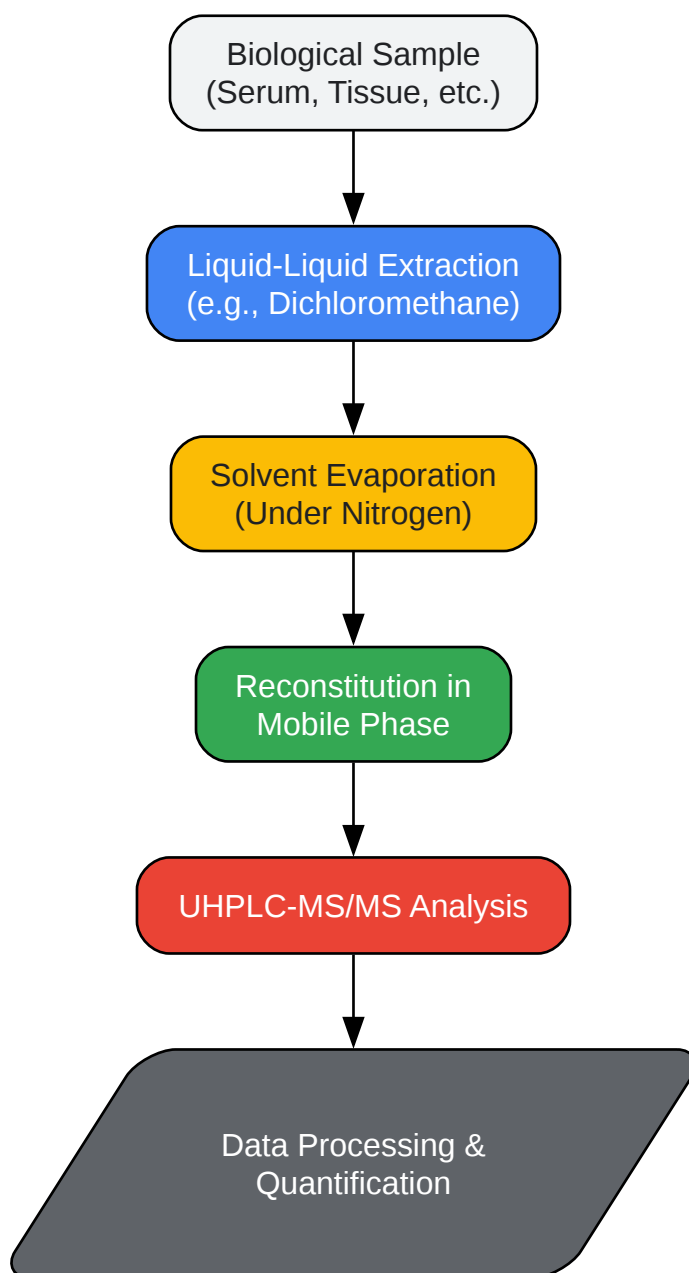 Biological Sample
(Serum, Tissue, etc.)
Liquid-Liquid Extraction
(e.g., Dichloromethane)
Solvent Evaporation
(Under Nitrogen)
Reconstitution in
Mobile Phase
UHPLC-MS/MS Analysis
Data Processing &
Quantification